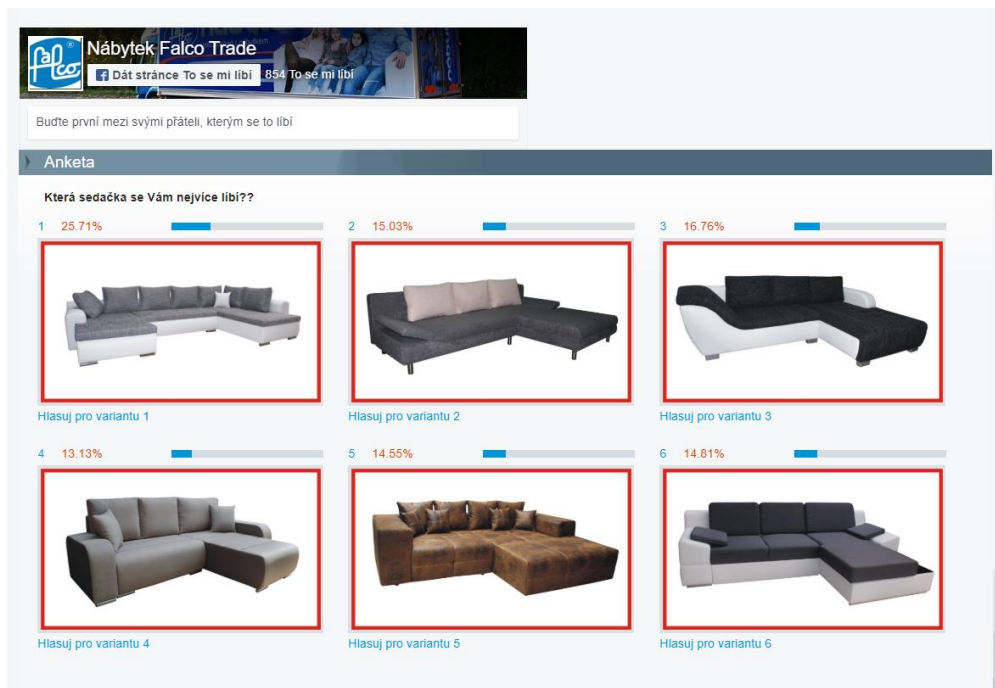 falco®
Nábytek Falco Trade
Dát stránce To se mi líbí 854 To se mi líbí
Buďte první mezi svými přáteli, kterým se to líbí
Anketa
Která sedačka se Vám nejvíce líbí??
1 25.71%
2 15.03%
3 16.76%
Hlasuj pro variantu 1
Hlasuj pro variantu 2
Hlasuj pro variantu 3
4 13.13%
5 14.55%
6 14.81%
Hlasuj pro variantu 4
Hlasuj pro variantu 5
Hlasuj pro variantu 6